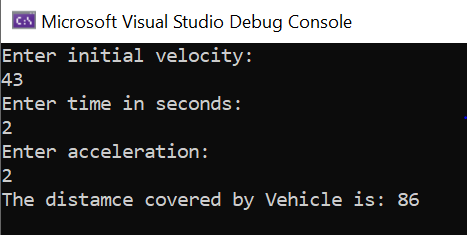 C:\ Microsoft Visual Studio Debug Console
Enter initial velocity:
43
Enter time in seconds:
2
Enter acceleration:
2
The distamce covered by Vehicle is: 86